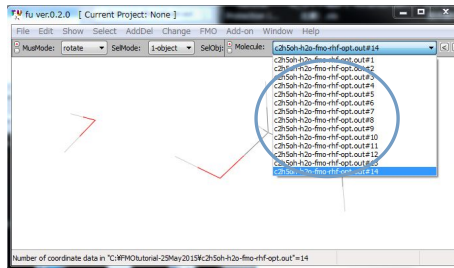 fu ver.0.2.0 [ Current Project: None ]
File Edit Show Select AddDel Change FMO Add-on Window Help
MusMode: rotate SelMode: 1-object SelObj: Molecule: c2h5oh-h2o-fmo-rhf-opt.out#14
c2h5oh-h2o-fmo-rhf-opt.out#1
c2h5oh-h2o-fmo-rhf-opt.out#2
c2h5oh-h2o-fmo-rhf-opt.out#3
c2h5oh-h2o-fmo-rhf-opt.out#4
c2h5oh-h2o-fmo-rhf-opt.out#5
c2h5oh-h2o-fmo-rhf-opt.out#6
c2h5oh-h2o-fmo-rhf-opt.out#7
c2h5oh-h2o-fmo-rhf-opt.out#8
c2h5oh-h2o-fmo-rhf-opt.out#9
c2h5oh-h2o-fmo-rhf-opt.out#10
c2h5oh-h2o-fmo-rhf-opt.out#11
c2h5oh-h2o-fmo-rhf-opt.out#12
c2h5oh-h2o-fmo-rhf-opt.out#13
c2h5oh-h2o-fmo-rhf-opt.out#14
Number of coordinate data in "C:¥FMOtutorial-25May2015¥c2h5oh-h2o-fmo-rhf-opt.out"=14